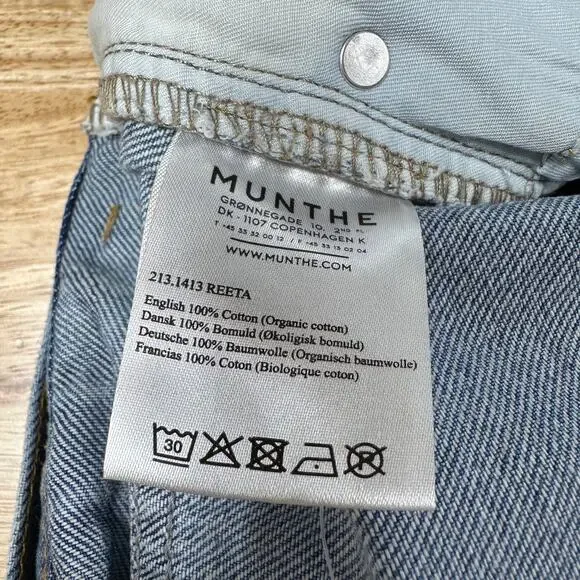 MUNTHE
GRØNNEGADE 10, 2ND FL
DK - 1107 COPENHAGEN K
T +45 33 32 00 12 / F +45 33 13 02 04
WWW.MUNTHE.COM
213.1413 REETA
English 100% Cotton (Organic cotton)
Dansk 100% Bomuld (Økoligisk bomuld)
Deutsche 100% Baumwolle (Organisch baumwolle)
Francias 100% Coton (Biologique coton)
30 P